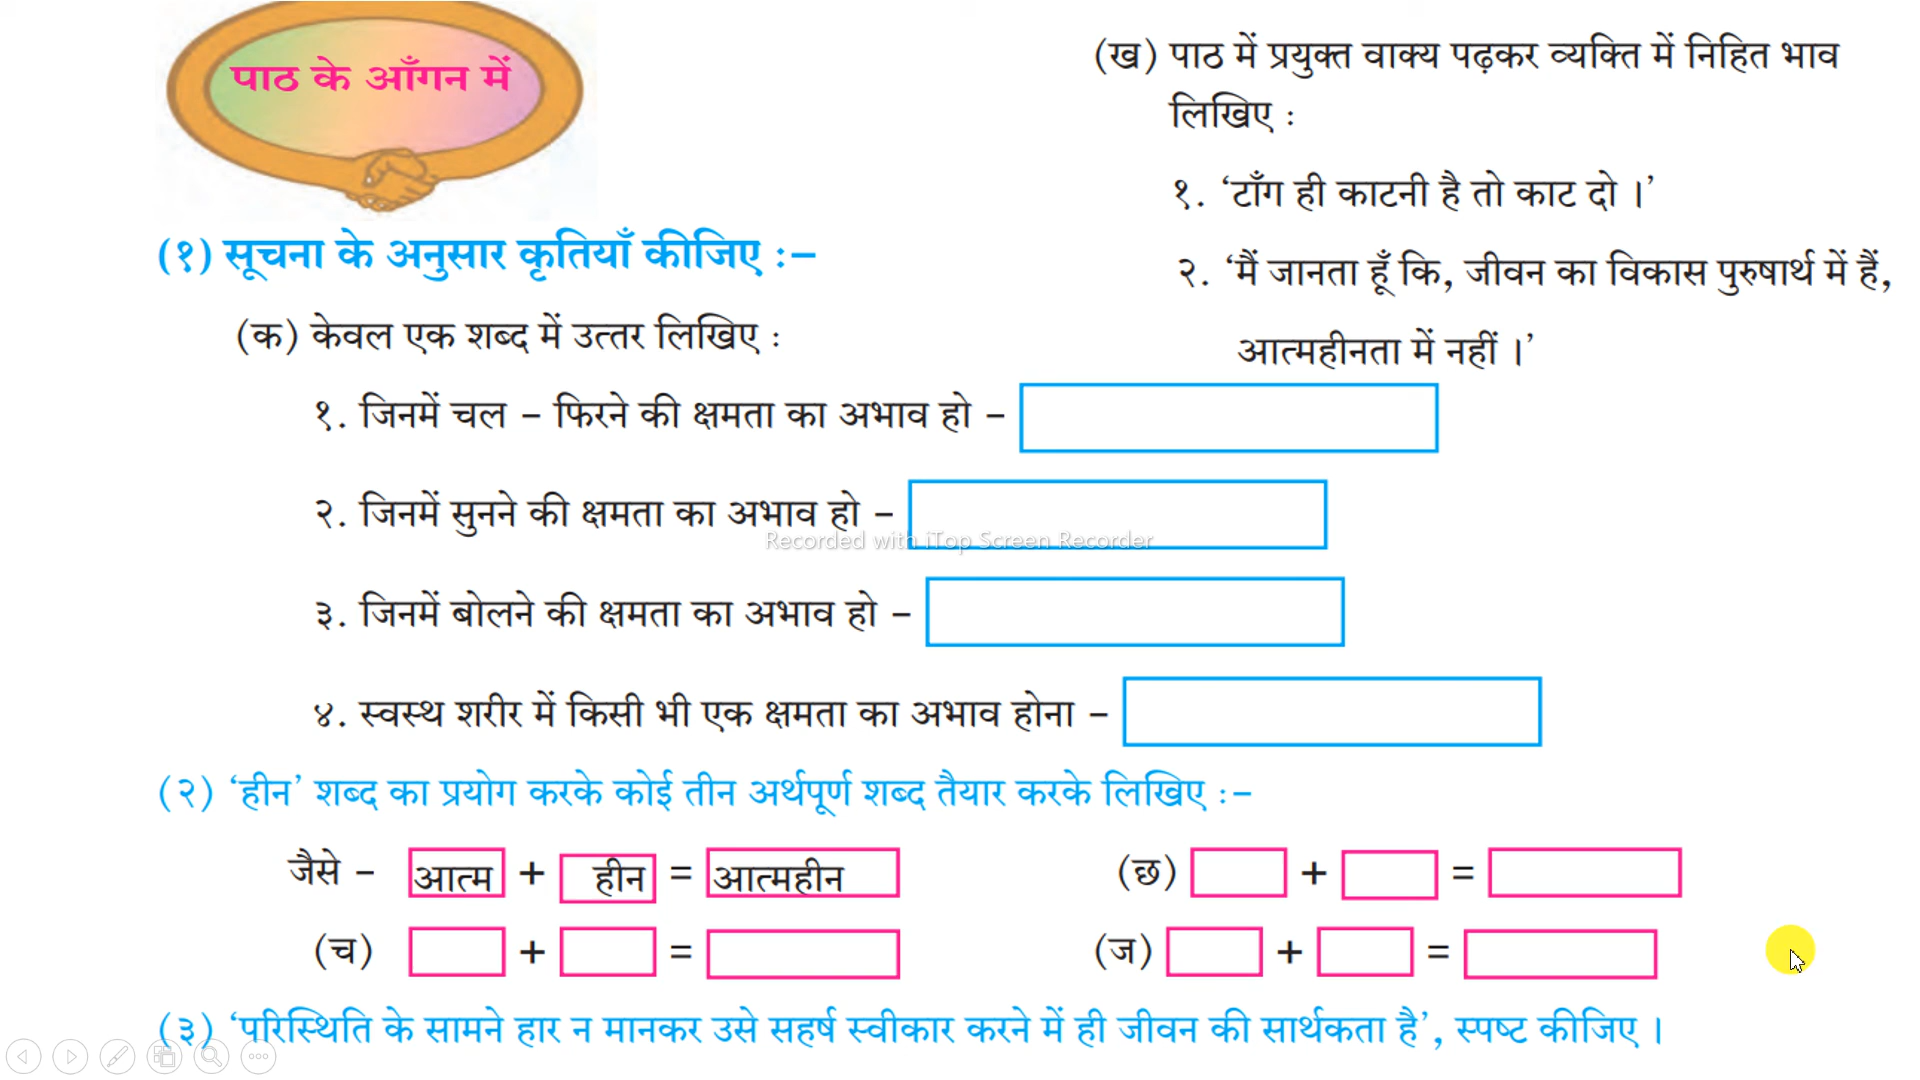 पाठ के आँगन में
(१) सूचना के अनुसार कृतियाँ कीजिए :–
(क) केवल एक शब्द में उत्तर लिखिए :
(ख) पाठ में प्रयुक्त वाक्य पढ़कर व्यक्ति में निहित भाव
लिखिए :
१. ‘टाँग ही काटनी है तो काट दो ।’
२. ‘मैं जानता हूँ कि, जीवन का विकास पुरुषार्थ में हैं,
आत्महीनता में नहीं ।’
१. जिनमें चल – फिरने की क्षमता का अभाव हो –
२. जिनमें सुनने की क्षमता का अभाव हो –
Recorded with iTop Screen Recorder
३. जिनमें बोलने की क्षमता का अभाव हो –
४. स्वस्थ शरीर में किसी भी एक क्षमता का अभाव होना –
(२) ‘हीन’ शब्द का प्रयोग करके कोई तीन अर्थपूर्ण शब्द तैयार करके लिखिए :–
जैसे – आत्म + हीन = आत्महीन
(छ) + =
(च) + =
(ज) + =
(३) ‘परिस्थिति के सामने हार न मानकर उसे सहर्ष स्वीकार करने में ही जीवन की सार्थकता है’, स्पष्ट कीजिए ।